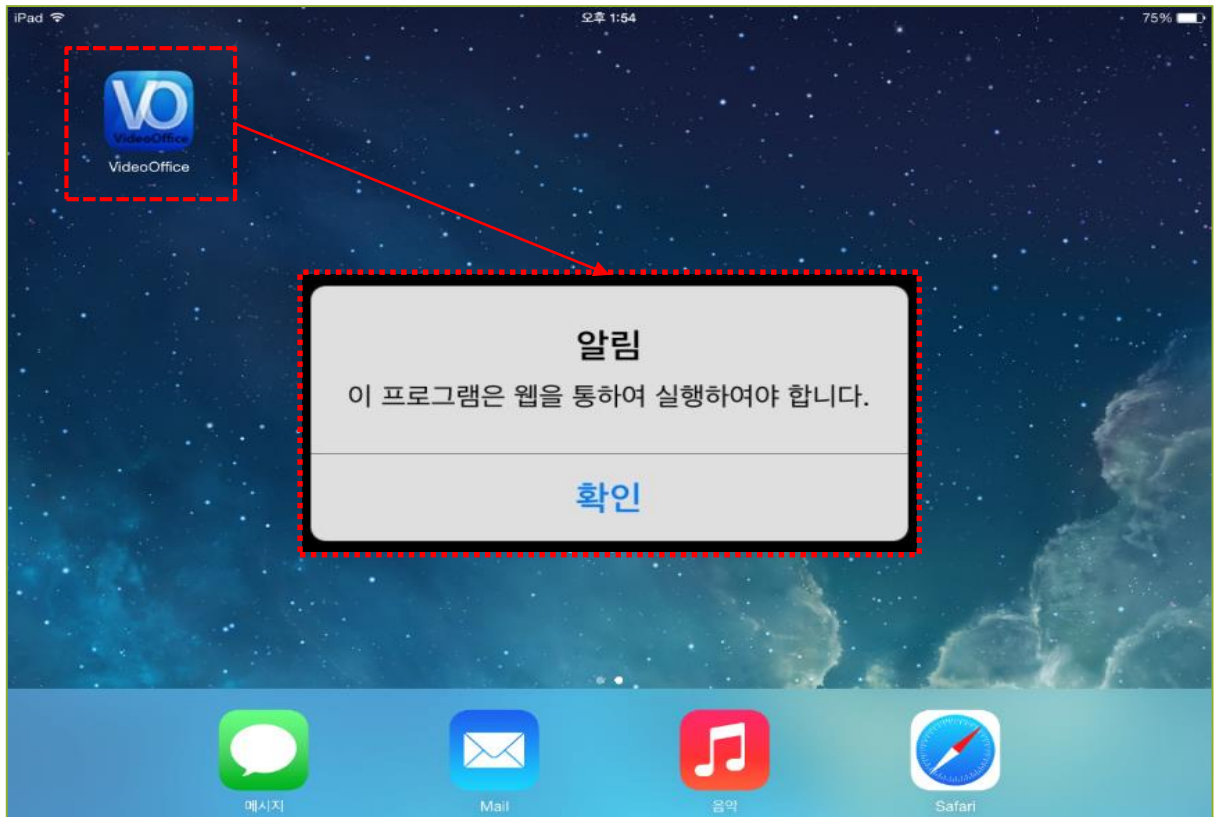 iPad 오후 1:54 75%
VO
VideoOffice
VideoOffice
알림
이 프로그램은 웹을 통하여 실행하여야 합니다.
확인
메시지 Mail 음악 Safari